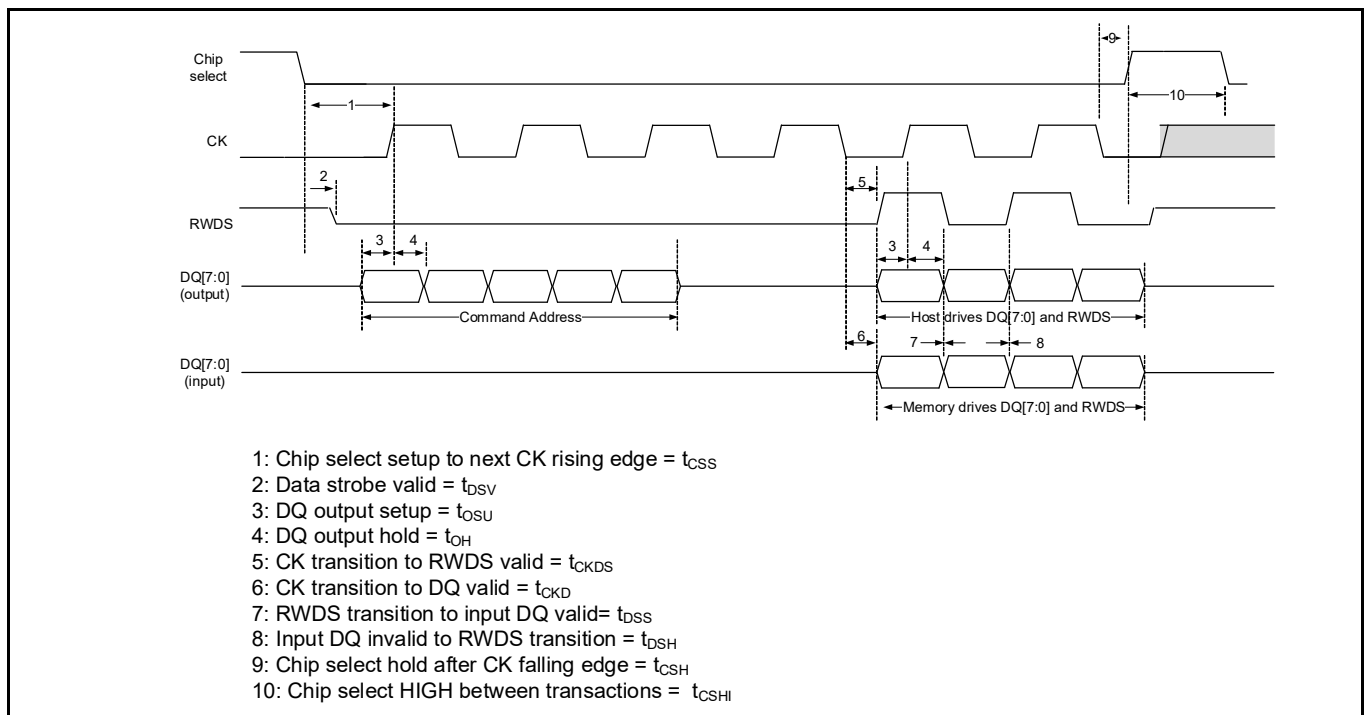 Chip
select
9
10
1
CK
2
5
RWDS
3
4
3
4
DQ[7:0]
(output)
Command Address
Host drives DQ[7:0] and RWDS
6
7
8
DQ[7:0]
(input)
Memory drives DQ[7:0] and RWDS
1: Chip select setup to next CK rising edge = tCSS
2: Data strobe valid = tDSV
3: DQ output setup = tOSU
4: DQ output hold = tOH
5: CK transition to RWDS valid = tCKDS
6: CK transition to DQ valid = tCKD
7: RWDS transition to input DQ valid= tDSS
8: Input DQ invalid to RWDS transition = tDSH
9: Chip select hold after CK falling edge = tCSH
10: Chip select HIGH between transactions = tCSHI